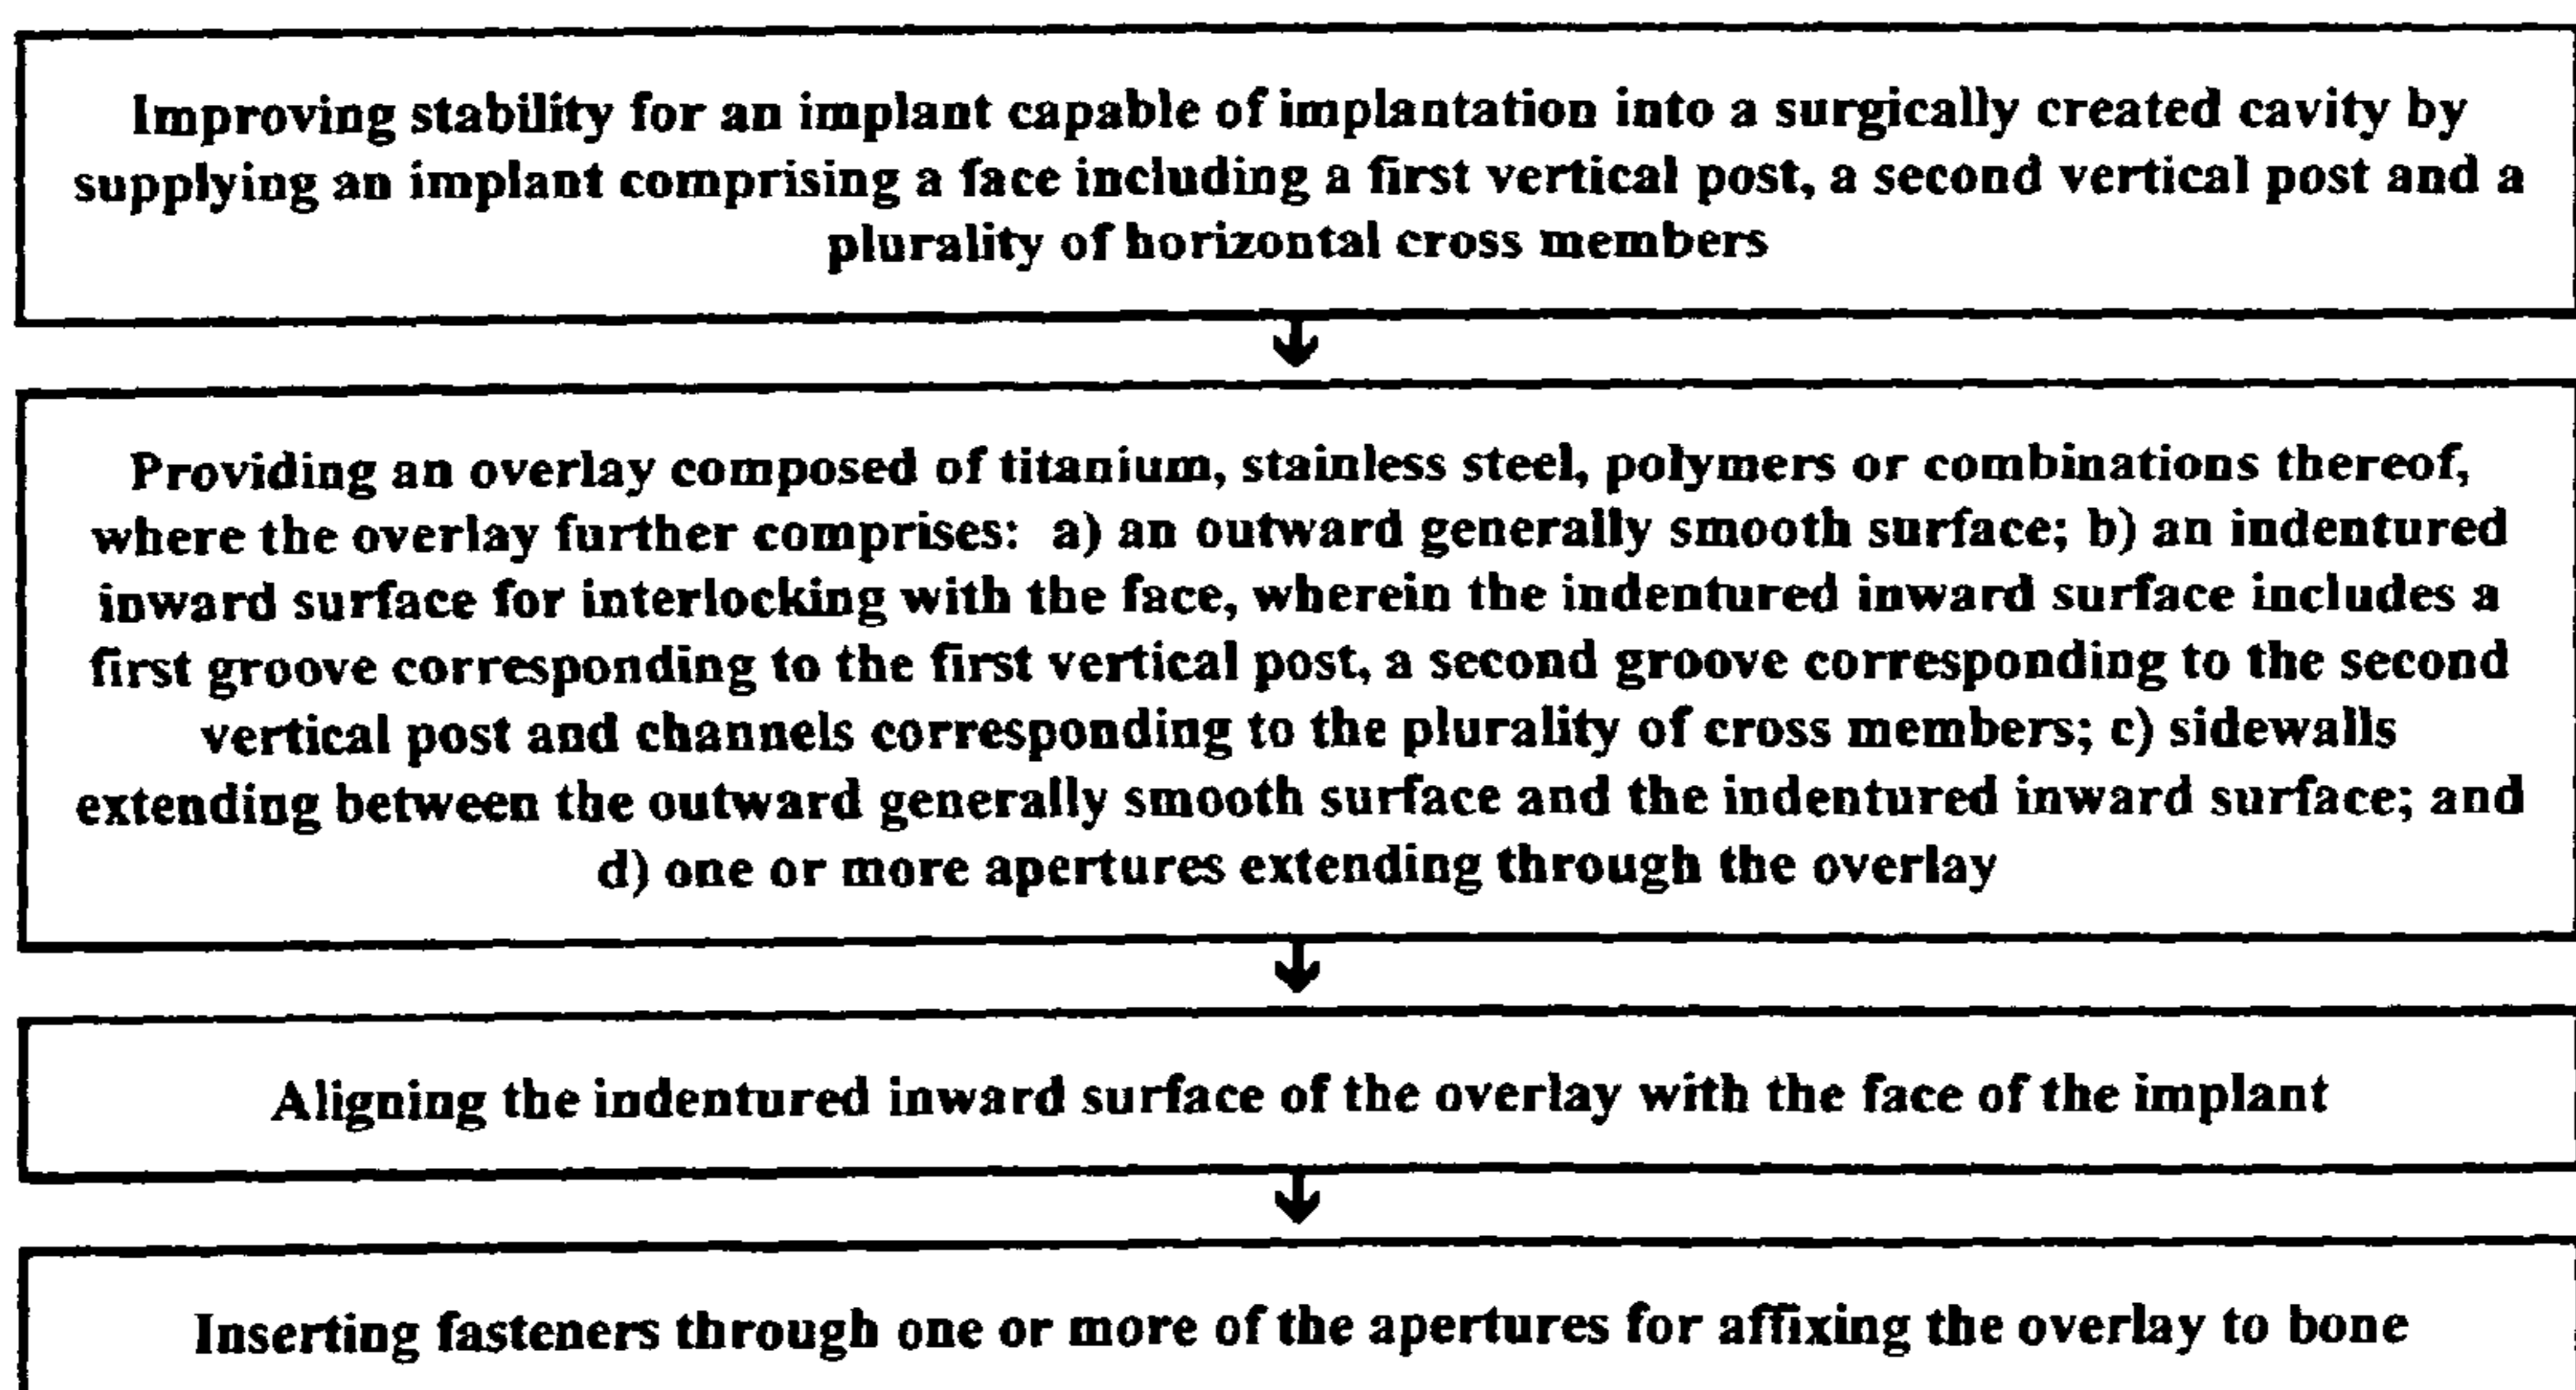 Improving stability for an implant capable of implantation into a surgically created cavity by
supplying an implant comprising a face including a first vertical post, a second vertical post and a
plurality of horizontal cross members
Providing an overlay composed of titanium, stainless steel, polymers or combinations thereof,
where the overlay further comprises: a) an outward generally smooth surface; b) an indentured
inward surface for interlocking with the face, wherein the indentured inward surface includes a
first groove corresponding to the first vertical post, a second groove corresponding to the second
vertical post and channels corresponding to the plurality of cross members; c) sidewalls
extending between the outward generally smooth surface and the indentured inward surface; and
d) one or more apertures extending through the overlay
Aligning the indentured inward surface of the overlay with the face of the implant
Inserting fasteners through one or more of the apertures for affixing the overlay to bone